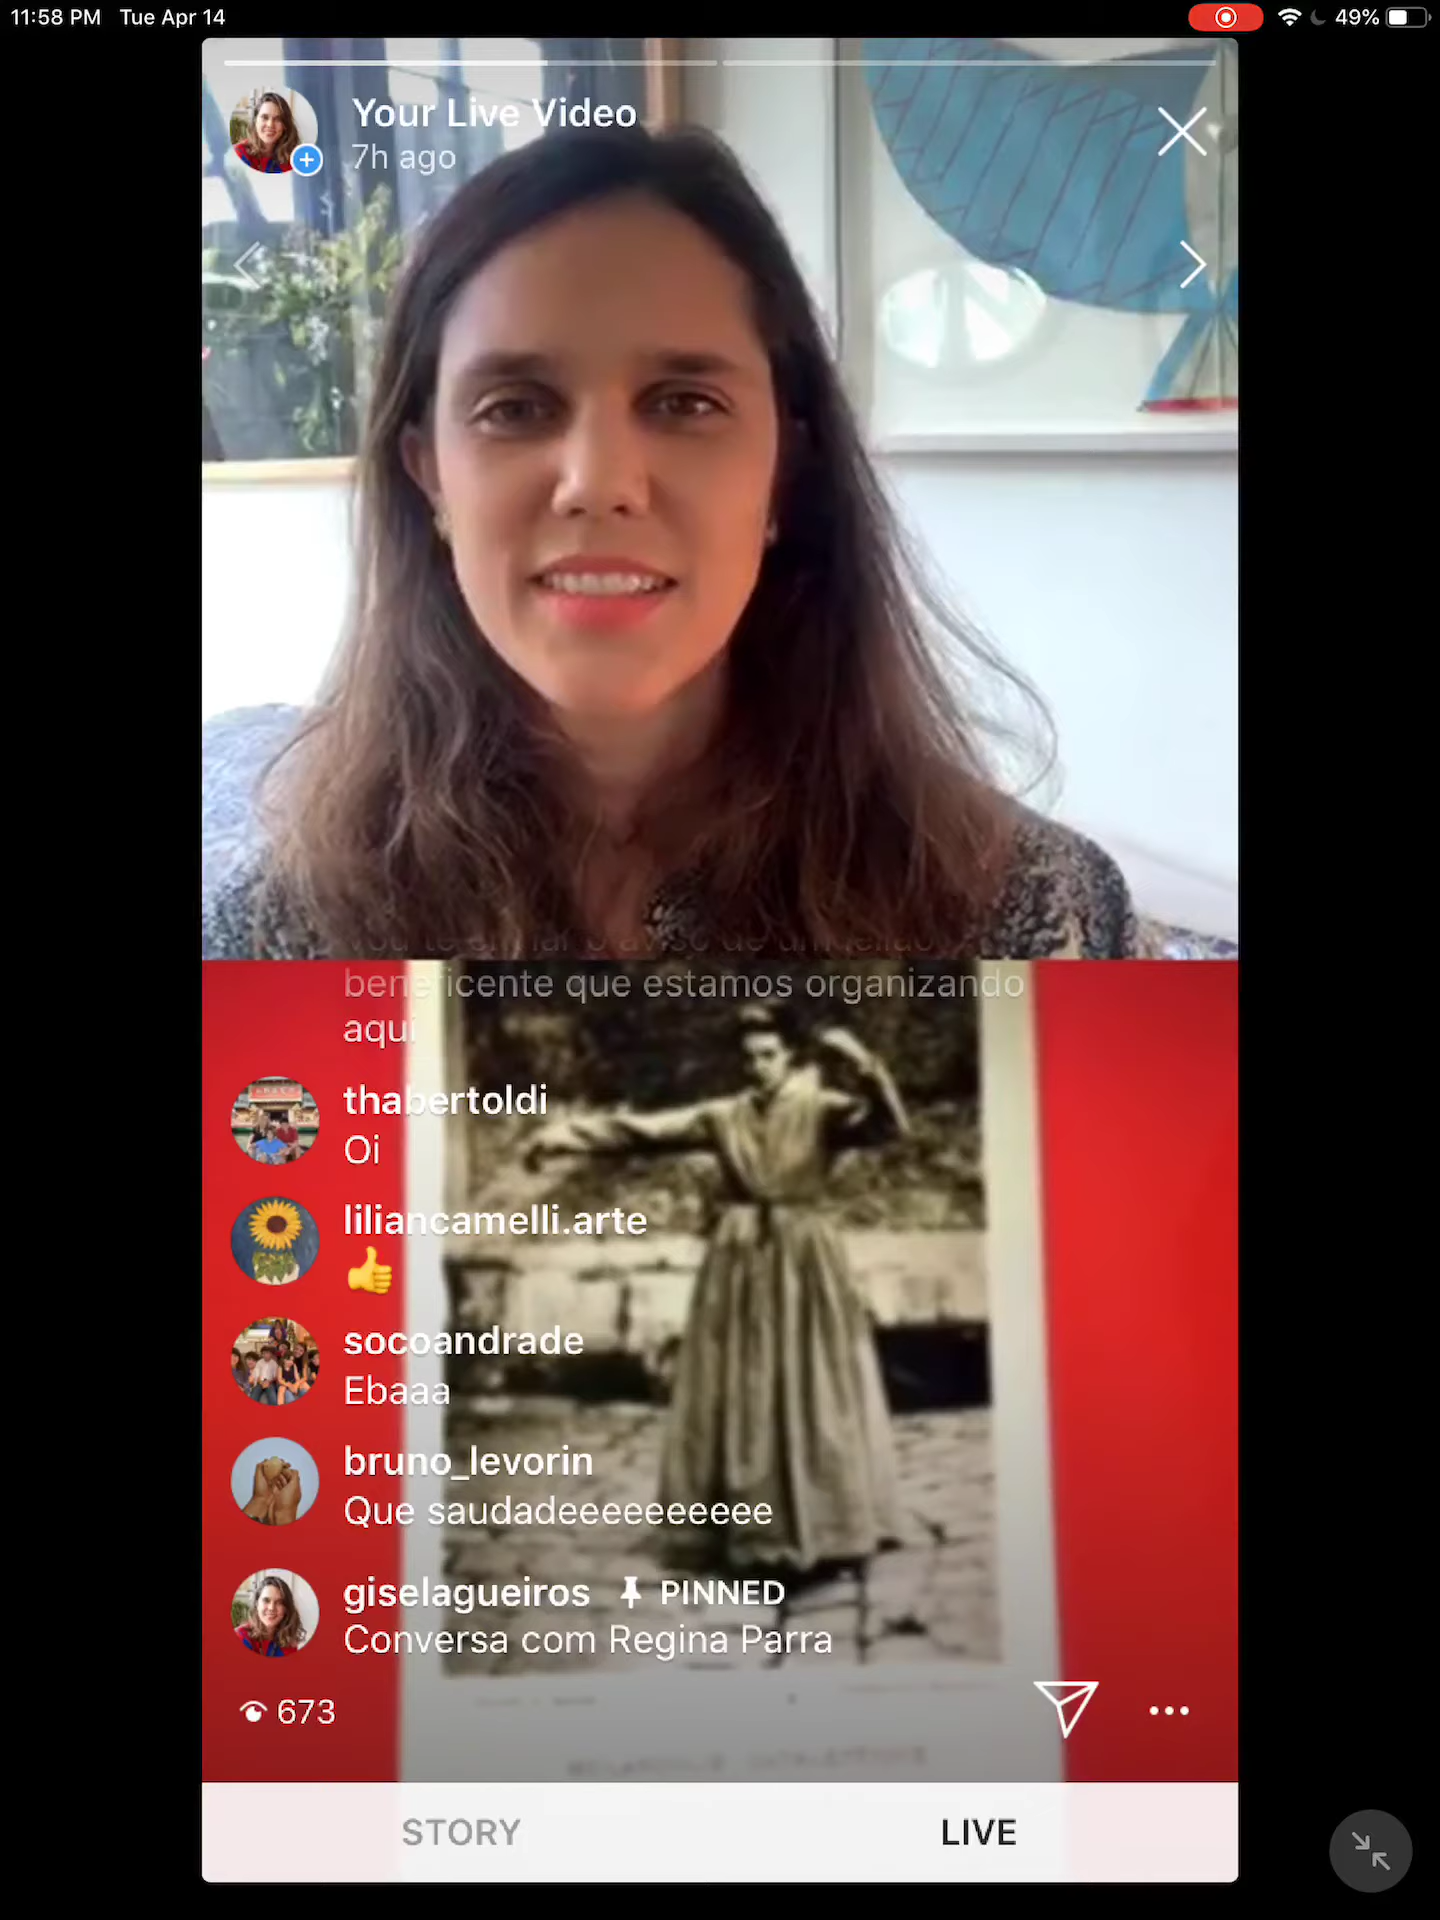 11:58 PM Tue Apr 14
49%
Your Live Video
7h ago
beneficente que estamos organizando
aqui
thabertoldi
Oi
liliancamelli.arte
👍
socoandrade
Ebaaa
bruno_levorin
Que saudadeeeeeeeeee
giselagueiros PINNED
Conversa com Regina Parra
673
STORY LIVE